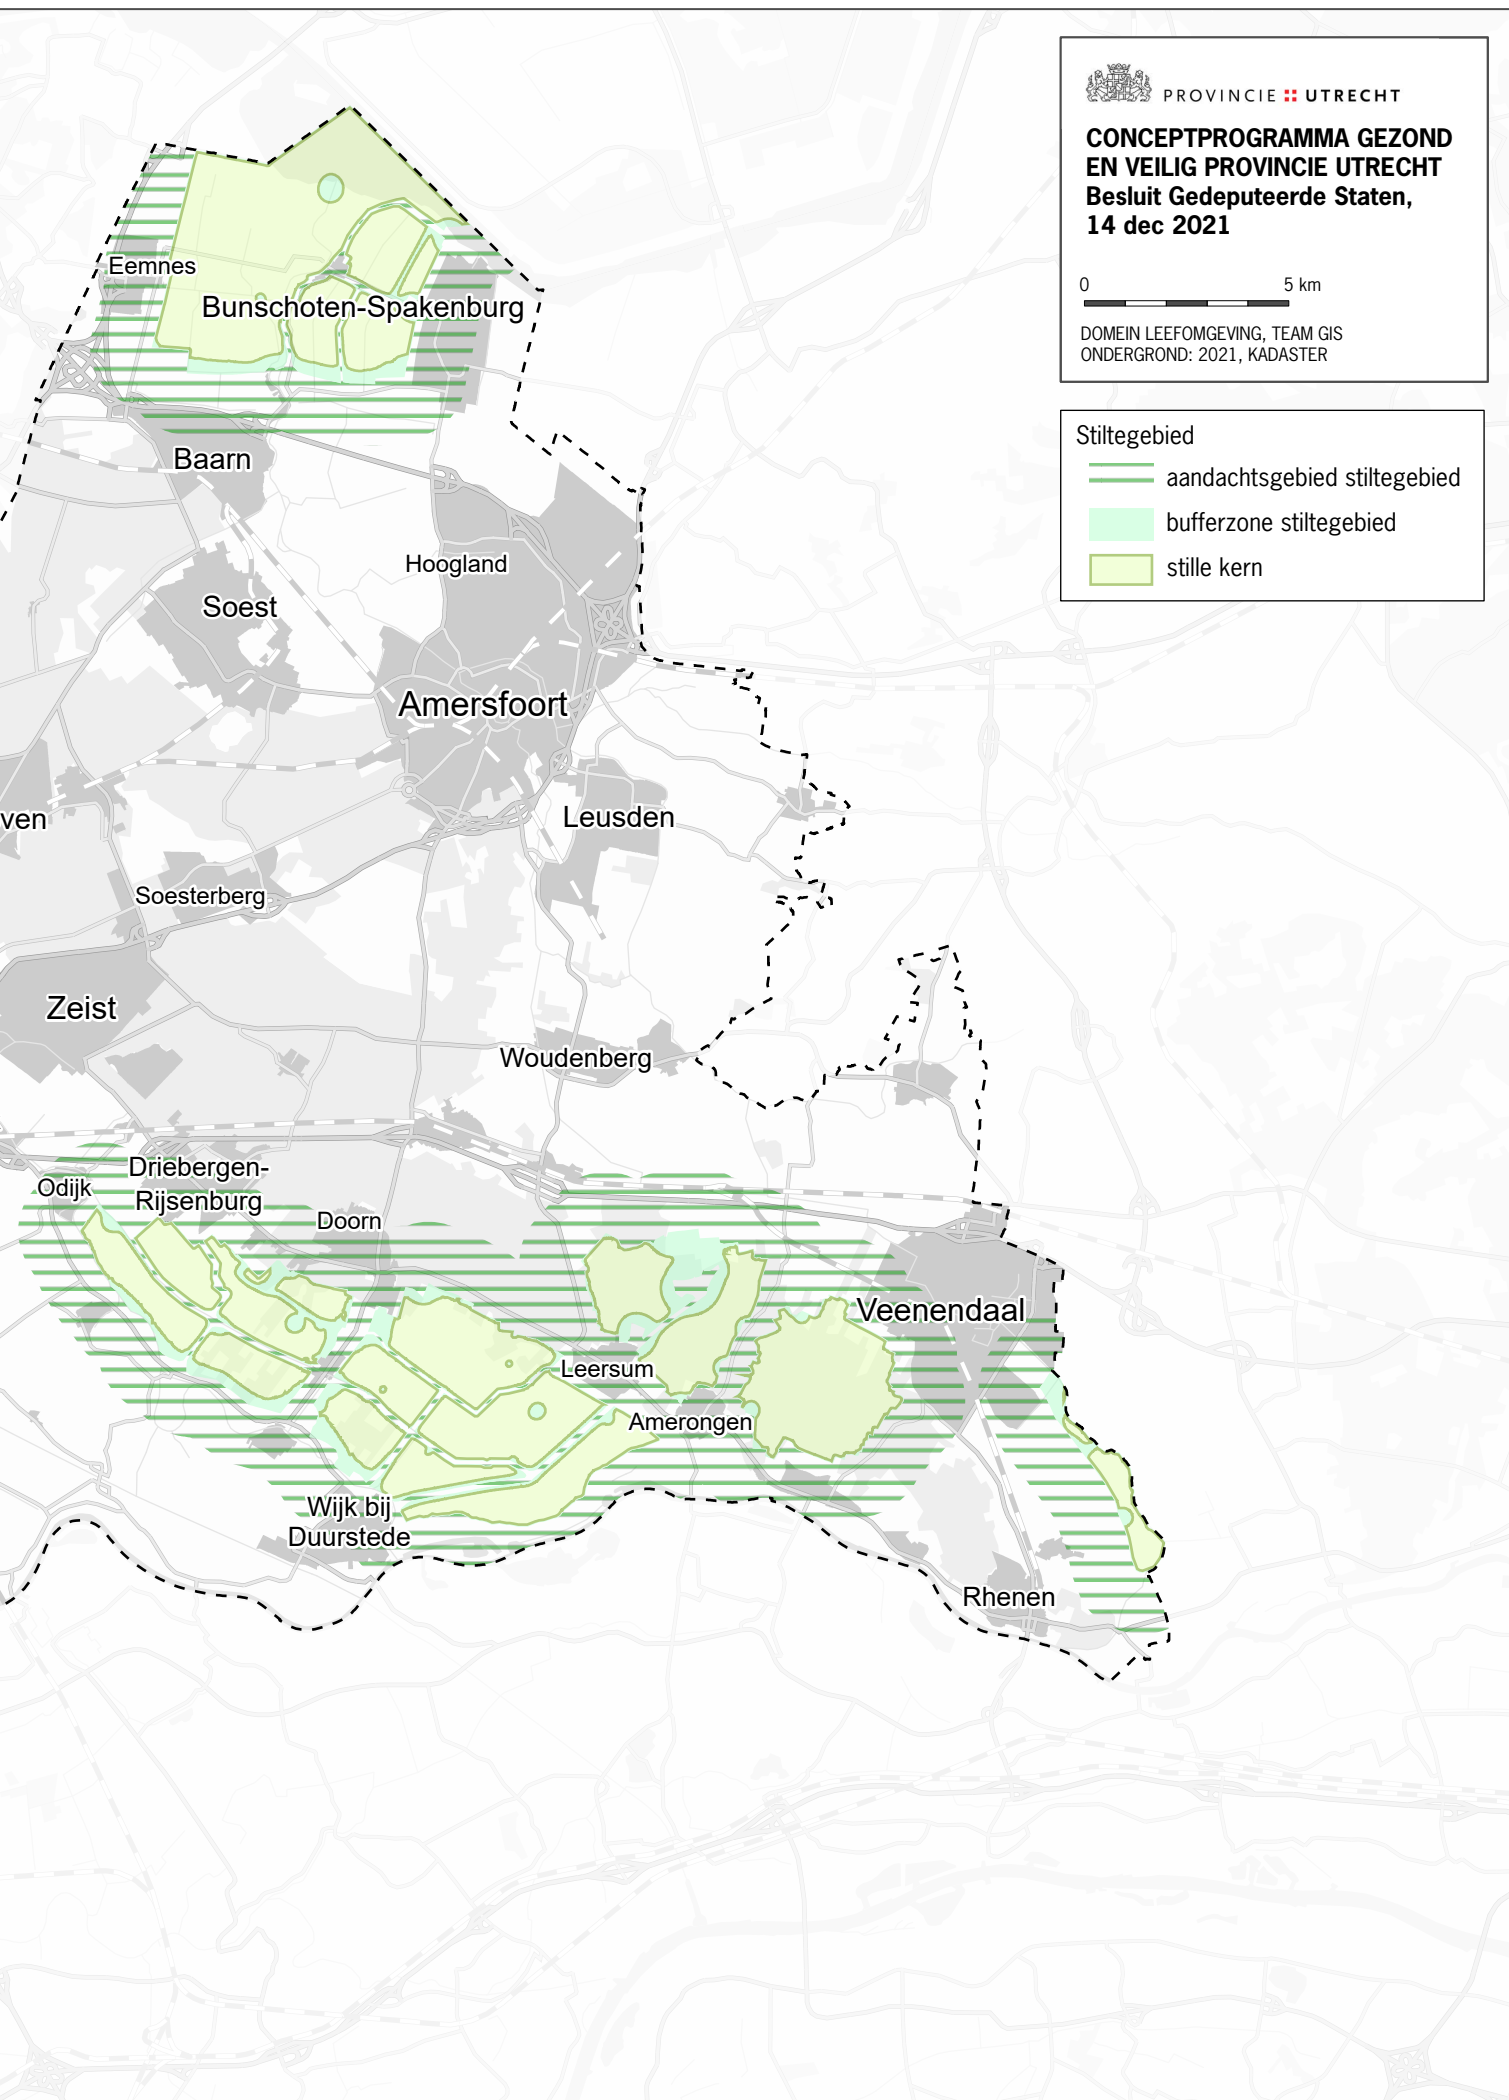 PROVINCIE UTRECHT
CONCEPTPROGRAMMA GEZOND
EN VEILIG PROVINCIE UTRECHT
Besluit Gedeputeerde Staten,
14 dec 2021
0 5 km
DOMEIN LEEFOMGEVING, TEAM GIS
ONDERGROND: 2021, KADASTER
Stiltegebied
aandachtsgebied stiltegebied
bufferzone stiltegebied
stille kern
Eemnes
Bunschoten-Spakenburg
Baarn
Hoogland
Soest
Amersfoort
ven
Leusden
Soesterberg
Zeist
Woudenberg
Driebergen-
Rijsenburg
Odijk
Doorn
Veenendaal
Leersum
Amerongen
Wijk bij
Duurstede
Rhenen